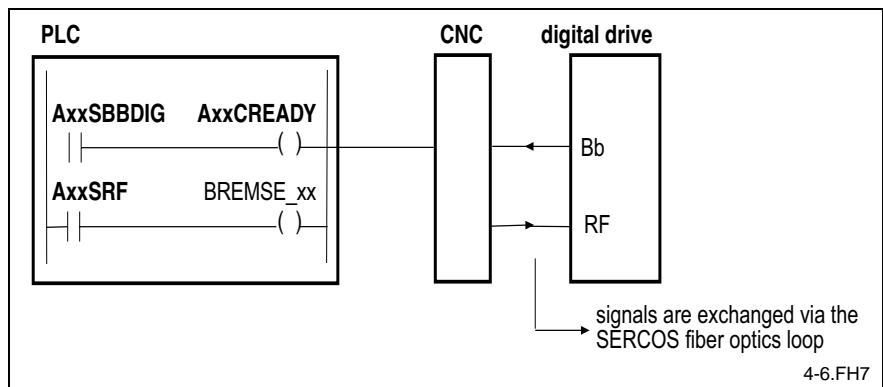 PLC
CNC
digital drive
AxxSBBDIG AxxCREADY
( )
Bb
AxxSRF BREMSE_xx
( )
RF
signals are exchanged via the
SERCOS fiber optics loop
4-6.FH7